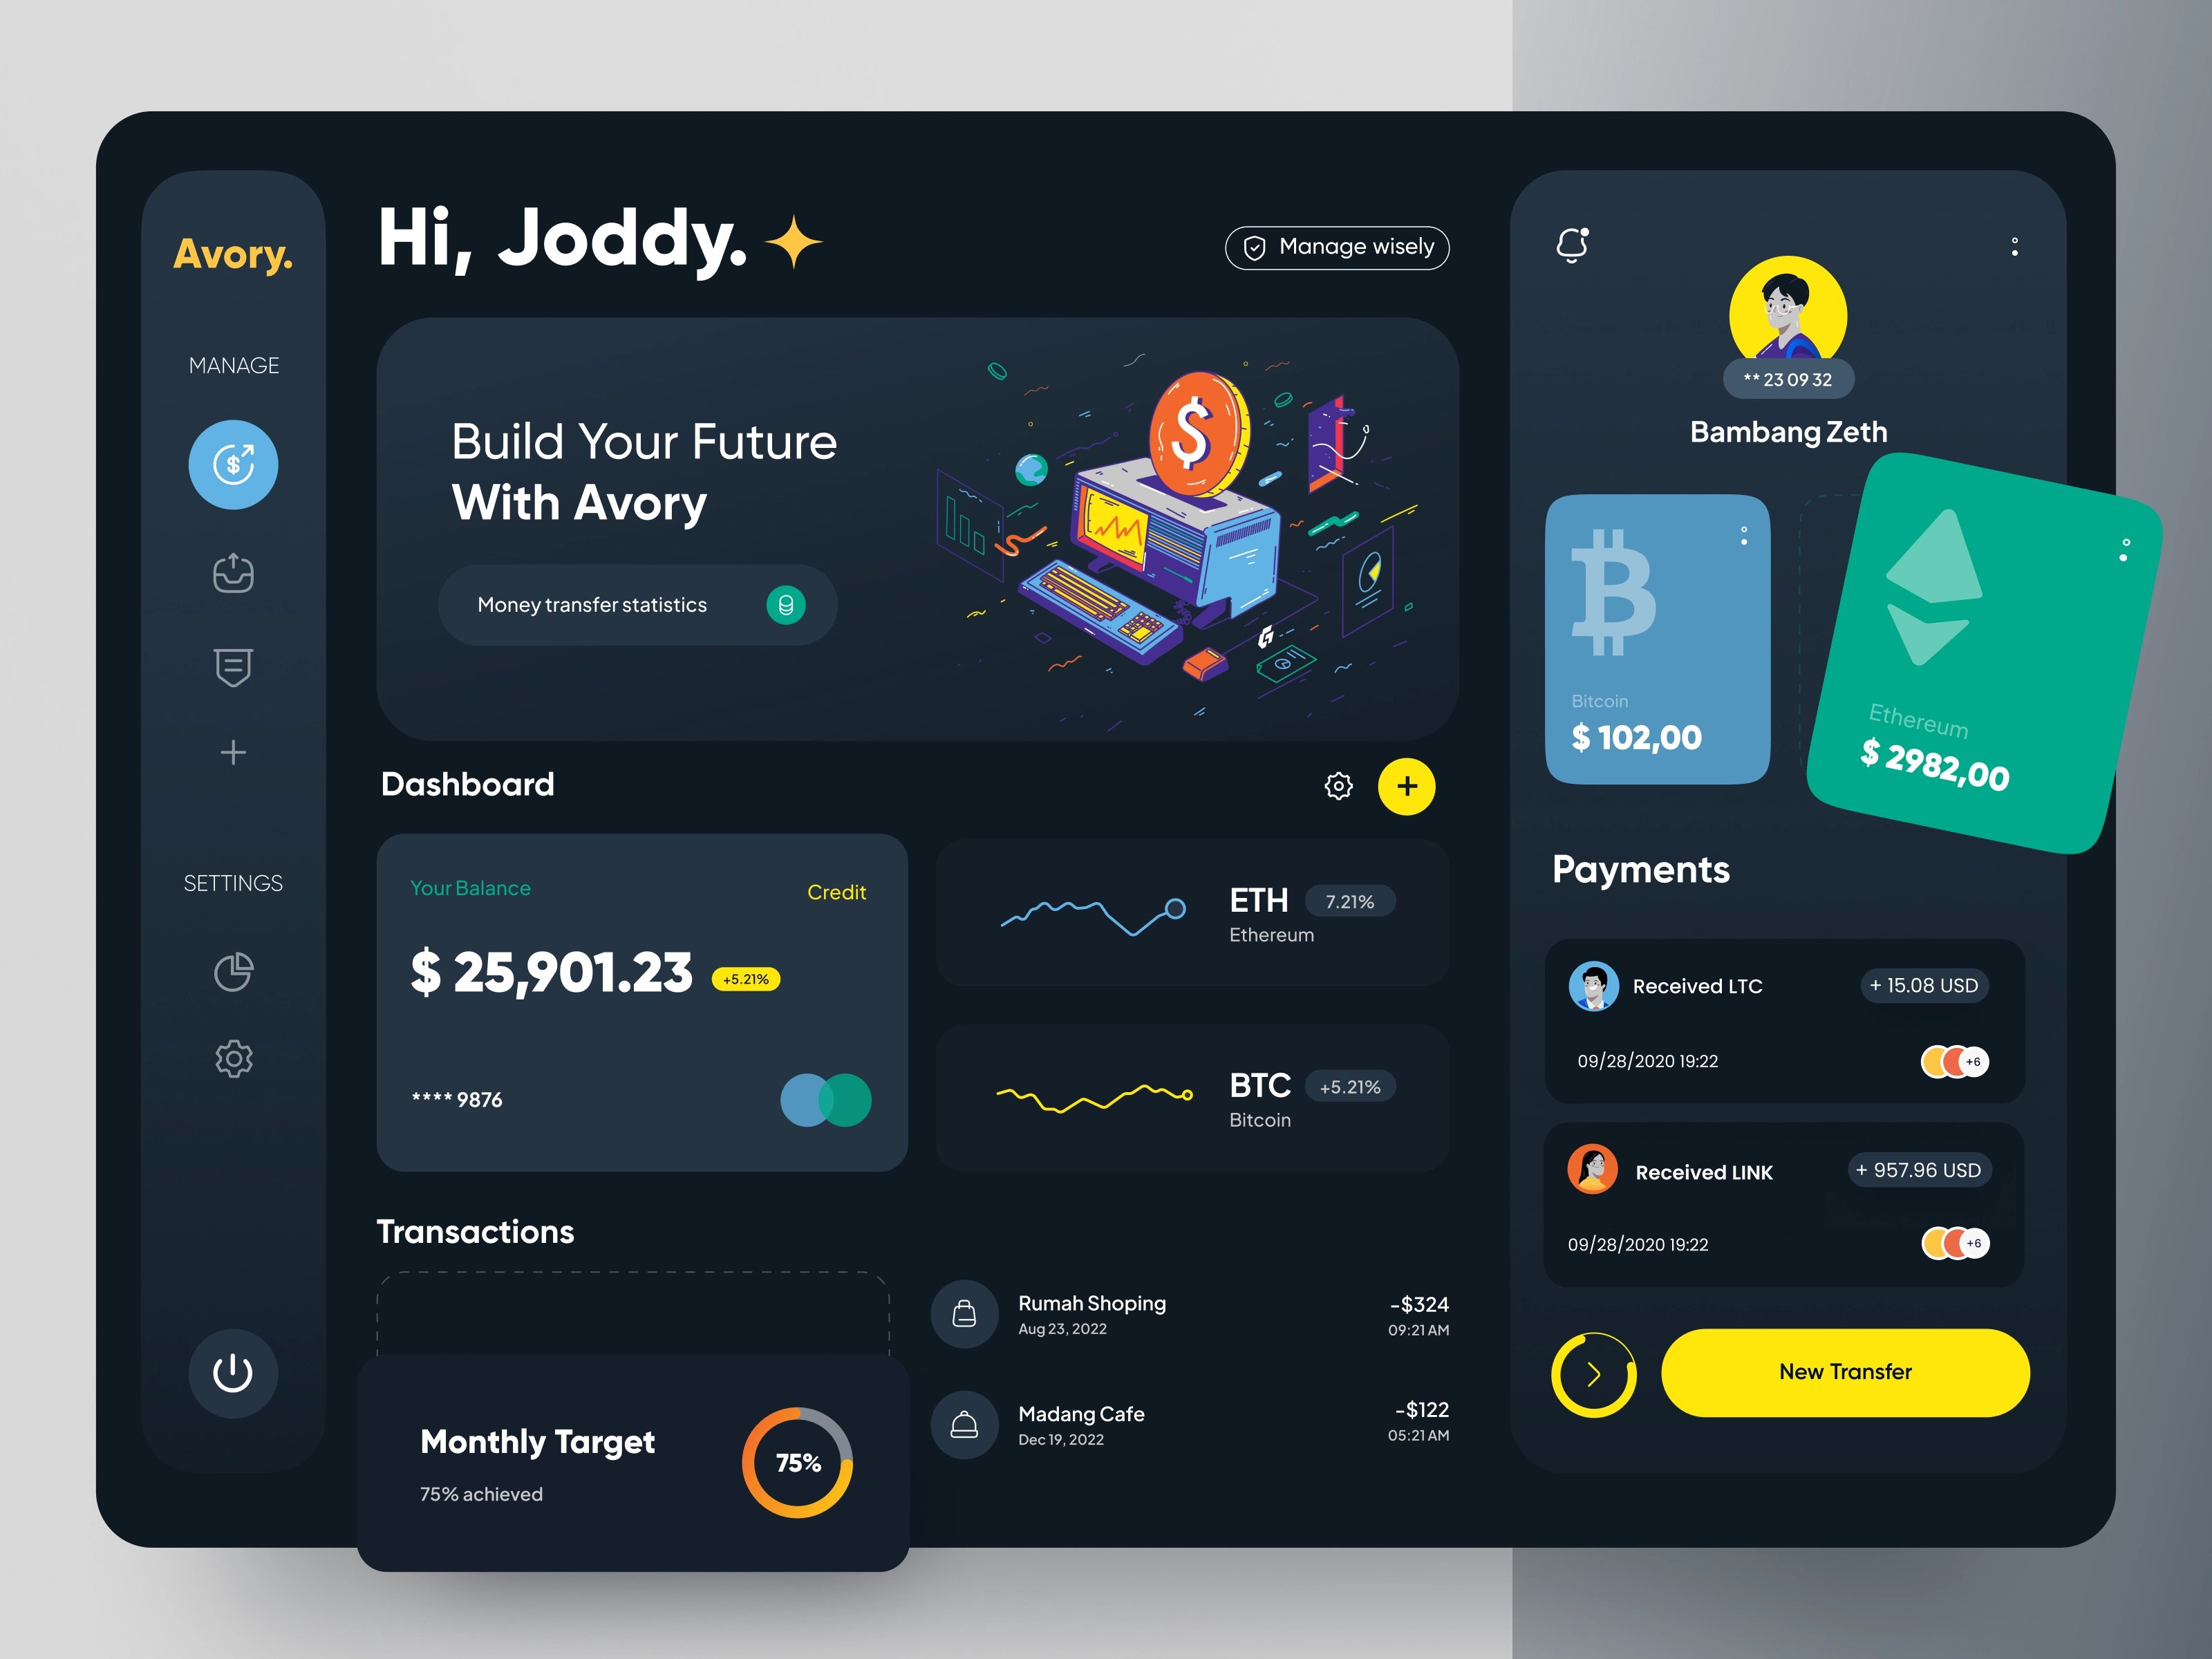 Avory.
MANAGE
SETTINGS
Hi, Joddy.
Manage wisely
Build Your Future
With Avory
Money transfer statistics
$
Dashboard
Your Balance
Credit
$ 25,901.23
+5.21%
**** 9876
ETH
7.21%
Ethereum
BTC
+5.21%
Bitcoin
Transactions
Monthly Target
75% achieved
75%
Rumah Shoping
Aug 23, 2022
-$324
09:21 AM
Madang Cafe
Dec 19, 2022
-$122
05:21 AM
** 23 09 32
Bambang Zeth
Bitcoin
$ 102,00
Ethereum
$ 2982,00
Payments
Received LTC
+ 15.08 USD
09/28/2020 19:22
+6
Received LINK
+ 957.96 USD
09/28/2020 19:22
+6
New Transfer